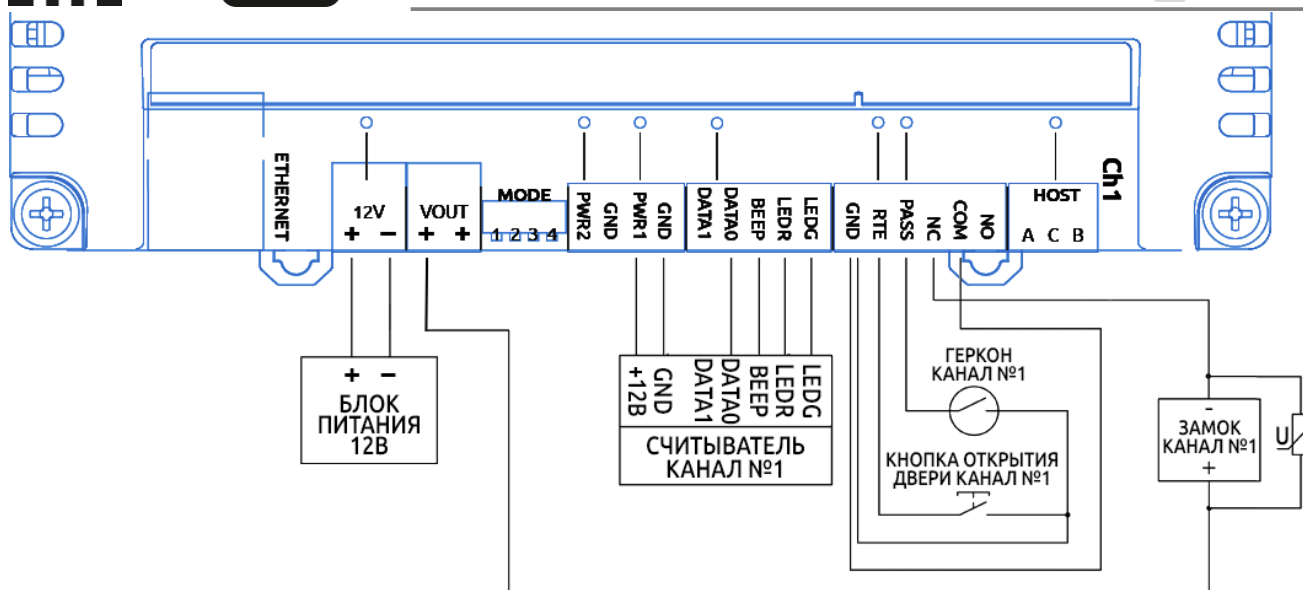 ETHERNET
12V
+ −
VOUT
+ +
MODE
1 2 3 4
PWR2
GND
PWR1
GND
DATA1
DATA0
BEEP
LEDR
LEDG
GND
RTE
PASS
NC
COM
NO
HOST
A C B
Ch1
+ −
БЛОК
ПИТАНИЯ
12В
+12В
GND
DATA1
DATA0
BEEP
LEDR
LEDG
СЧИТЫВАТЕЛЬ
КАНАЛ №1
ГЕРКОН
КАНАЛ №1
КНОПКА ОТКРЫТИЯ
ДВЕРИ КАНАЛ №1
-
ЗАМОК
КАНАЛ №1
+
U